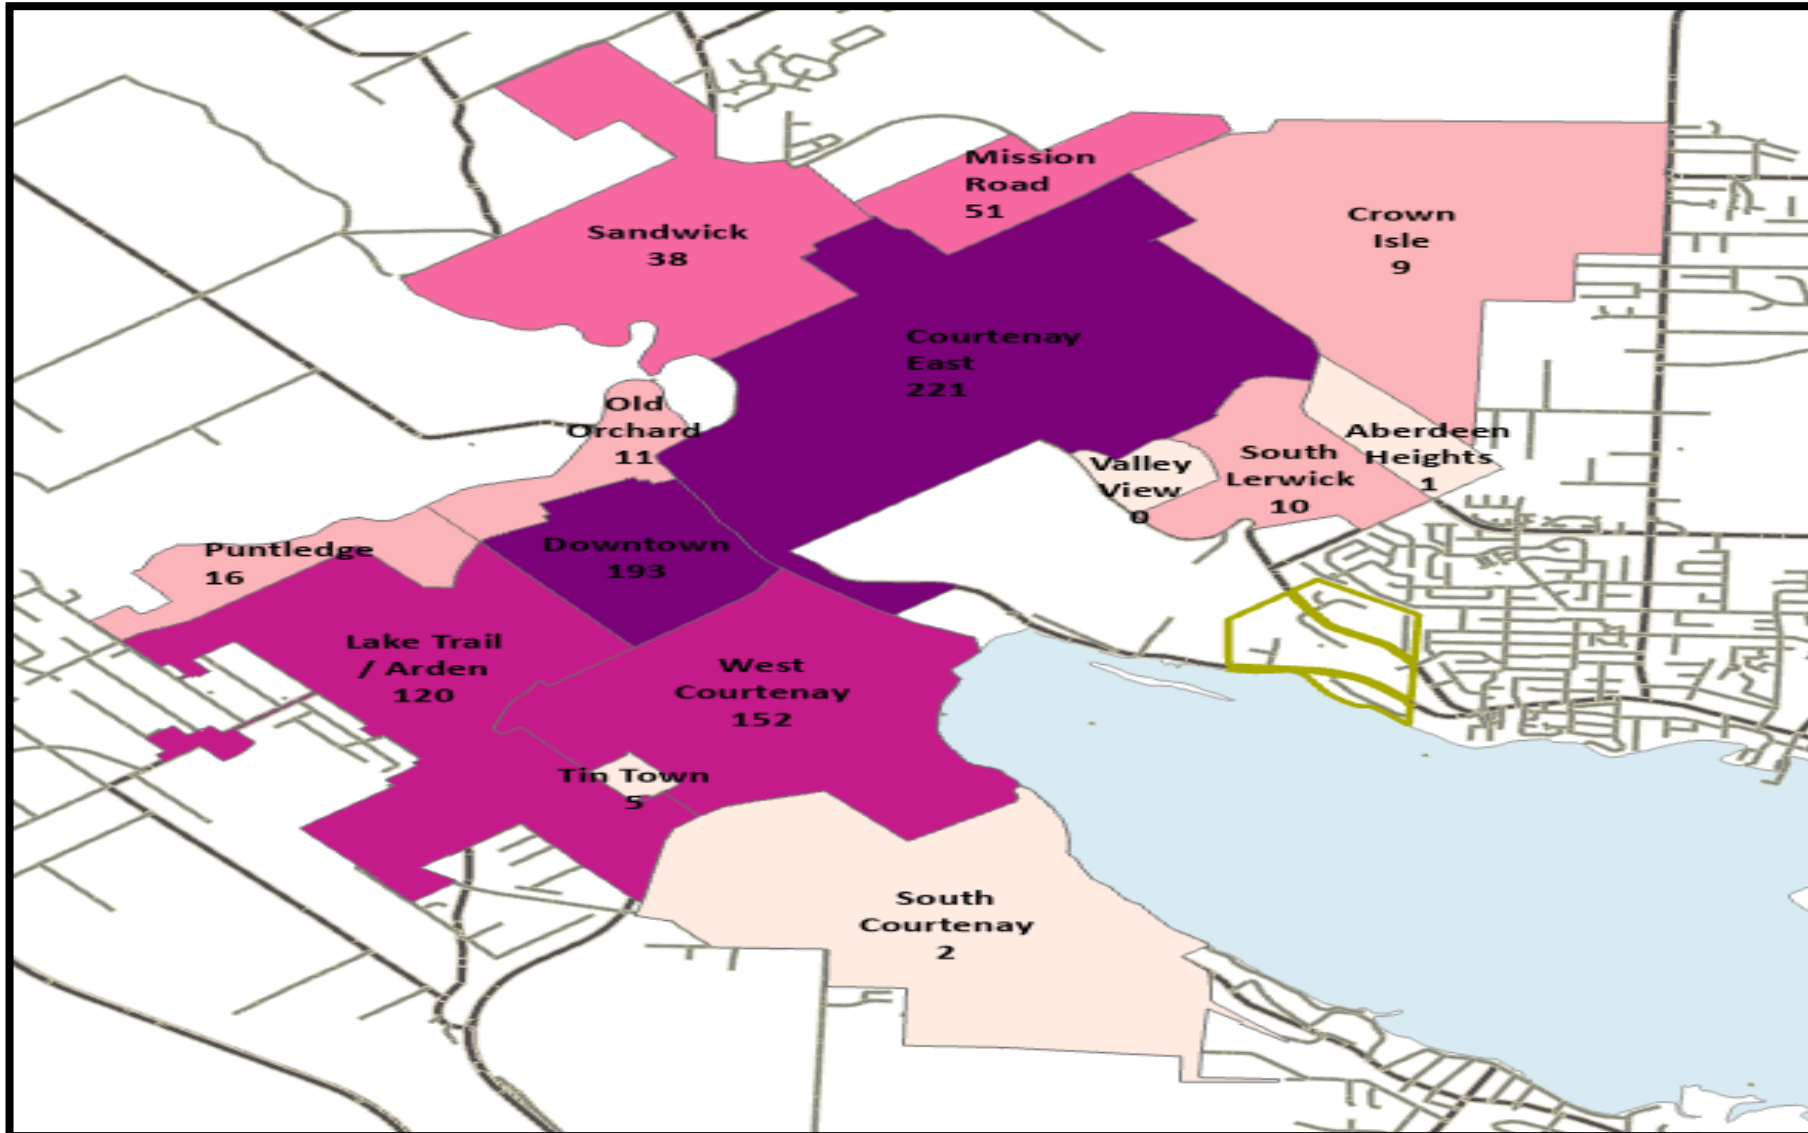 Mission
Road
51
Sandwick
38
Crown
Isle
9
Courtenay
East
221
Old
Orchard
11
Aberdeen
Heights
1
Valley
View
0
South
Lerwick
10
Puntledge
16
Downtown
193
Lake Trail
/ Arden
120
West
Courtenay
152
Tin Town
5
South
Courtenay
2